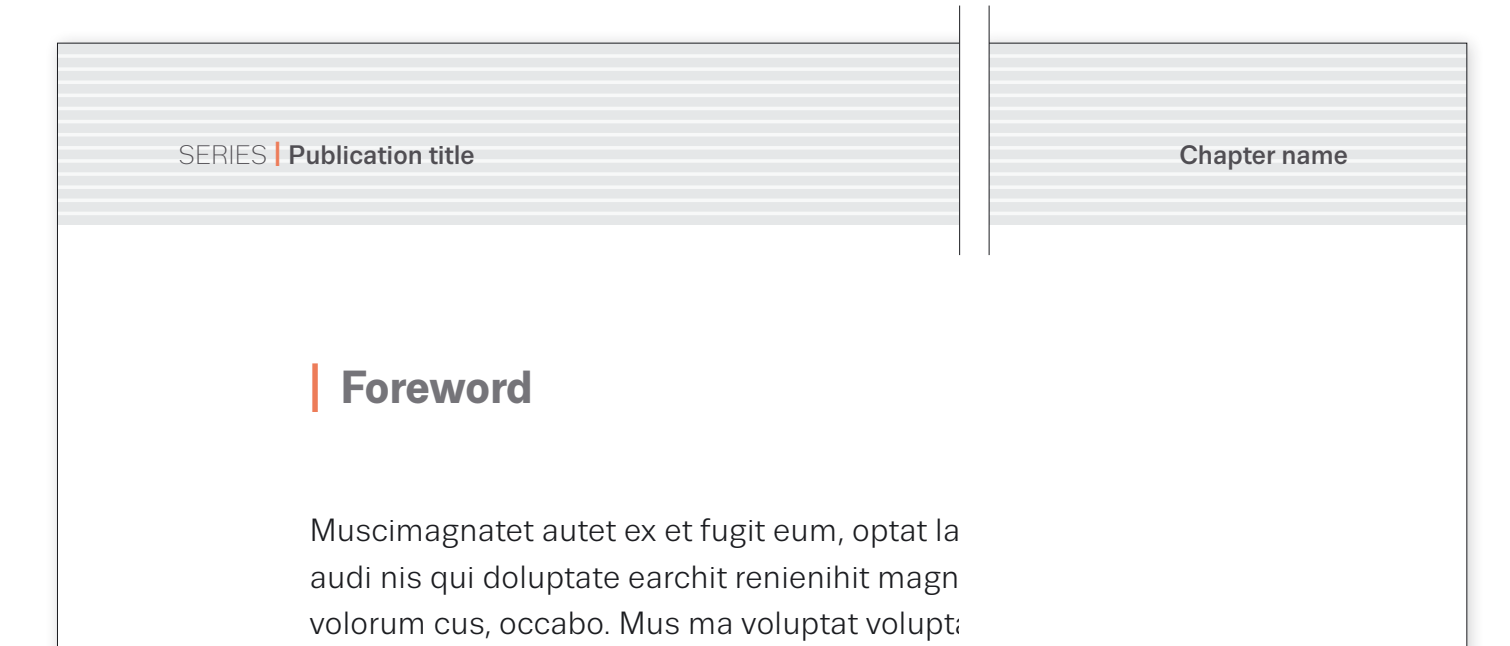 SERIES | Publication title
Chapter name
Foreword
Muscimagnatet autet ex et fugit eum, optat la
audi nis qui doluptate earchit renienihit magn
volorum cus, occabo. Mus ma voluptat volupta